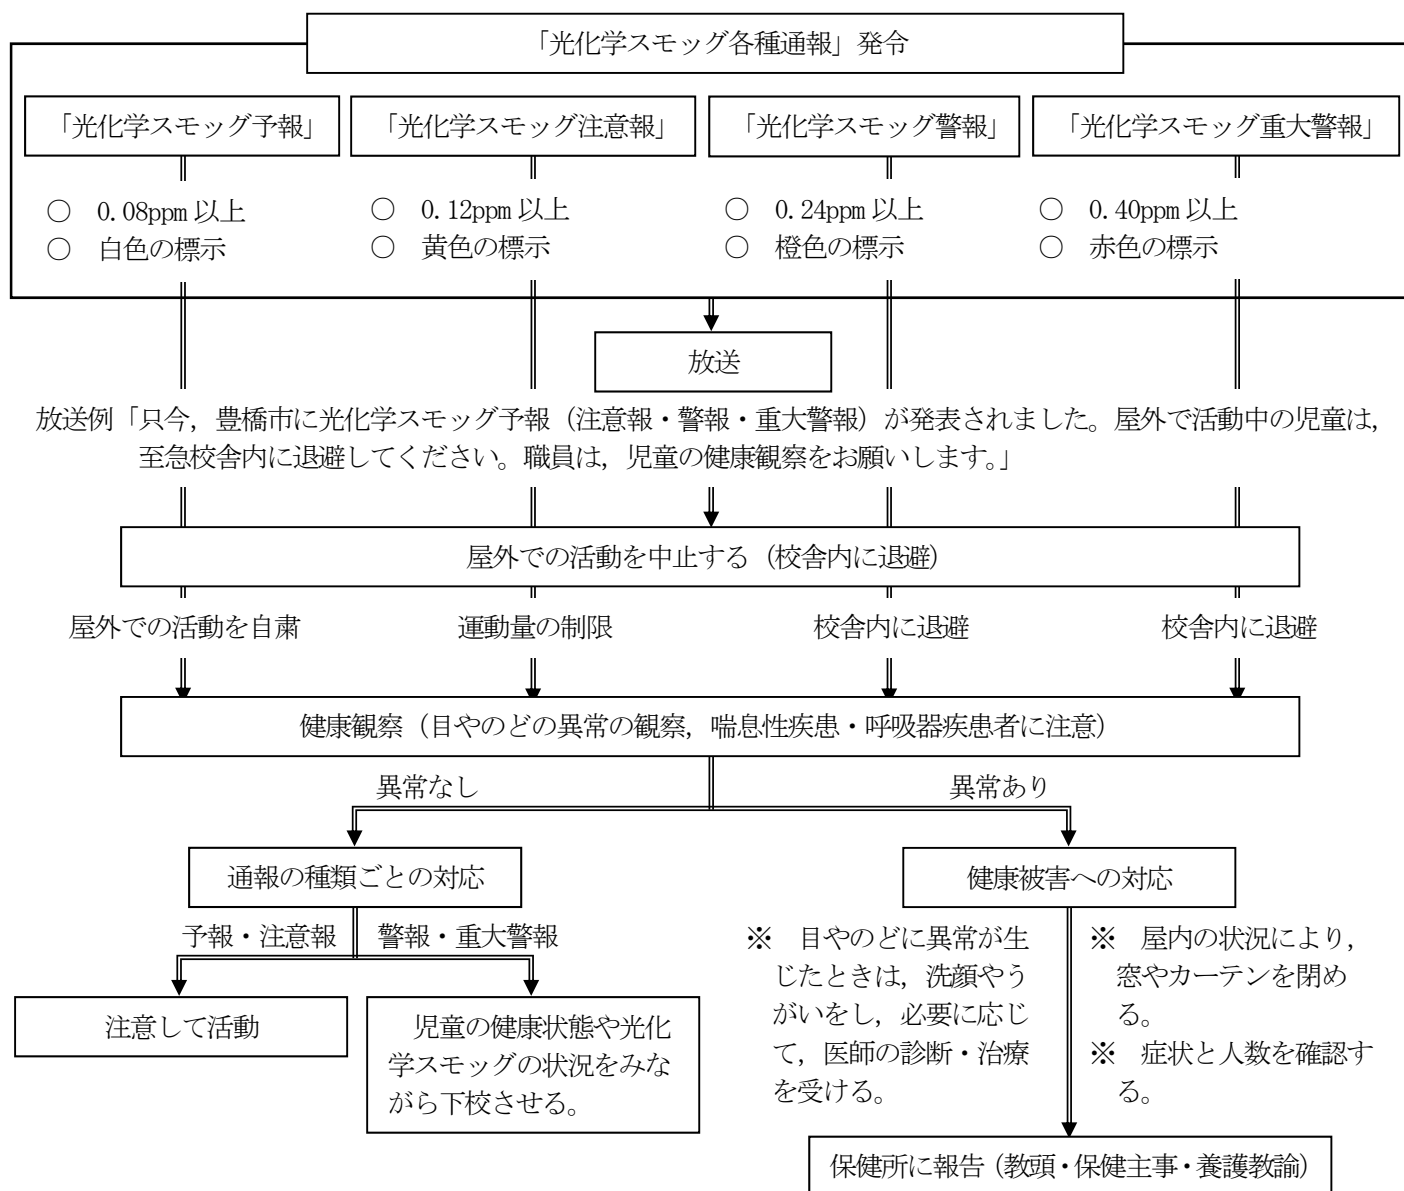 「光化学スモッグ各種通報」発令
「光化学スモッグ予報」
「光化学スモッグ注意報」
「光化学スモッグ警報」
「光化学スモッグ重大警報」
○ 0.08ppm 以上
○ 白色の標示
○ 0.12ppm 以上
○ 黄色の標示
○ 0.24ppm 以上
○ 橙色の標示
○ 0.40ppm 以上
○ 赤色の標示
放送
放送例「只今，豊橋市に光化学スモッグ予報（注意報・警報・重大警報）が発表されました。屋外で活動中の児童は，
至急校舎内に退避してください。職員は，児童の健康観察をお願いします。」
屋外での活動を中止する（校舎内に退避）
屋外での活動を自粛
運動量の制限
校舎内に退避
校舎内に退避
健康観察（目やのどの異常の観察，喘息性疾患・呼吸器疾患者に注意）
異常なし
異常あり
通報の種類ごとの対応
健康被害への対応
予報・注意報
警報・重大警報
注意して活動
児童の健康状態や光化
学スモッグの状況をみな
がら下校させる。
※ 目やのどに異常が生
じたときは，洗顔やう
がいをし，必要に応じ
て，医師の診断・治療
を受ける。
※ 屋内の状況により，
窓やカーテンを閉め
る。
※ 症状と人数を確認す
る。
保健所に報告（教頭・保健主事・養護教諭）